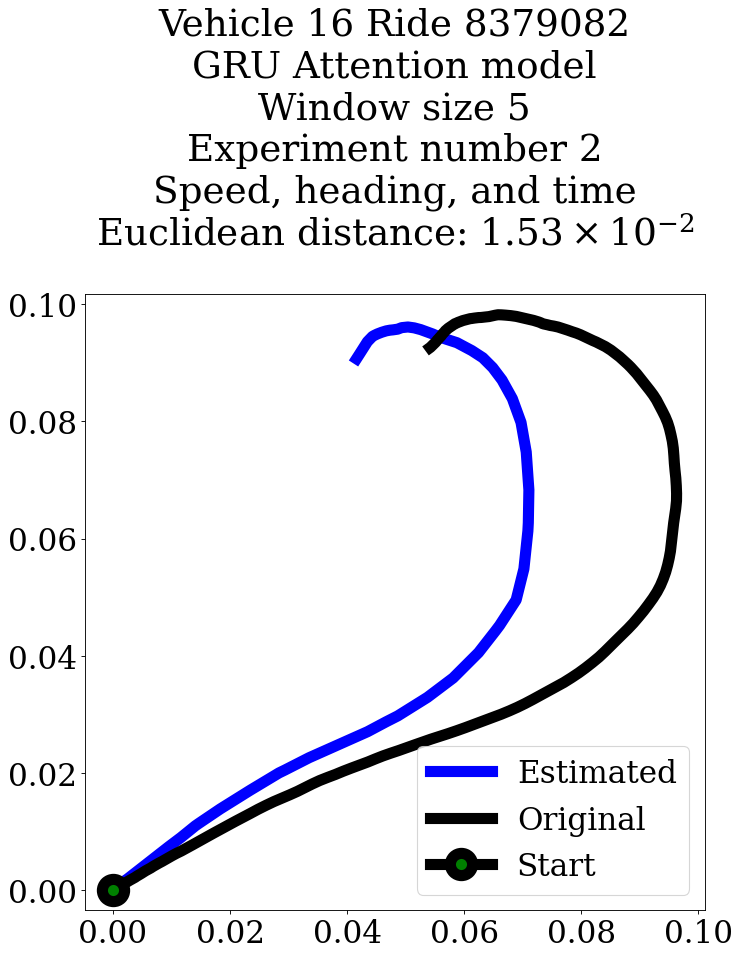 Vehicle 16 Ride 8379082
GRU Attention model
Window size 5
Experiment number 2
Speed, heading, and time
Euclidean distance: 1.53 × 10⁻²
0.10
0.08
0.06
0.04
0.02
0.00
Estimated
Original
Start
0.00 0.02 0.04 0.06 0.08 0.10